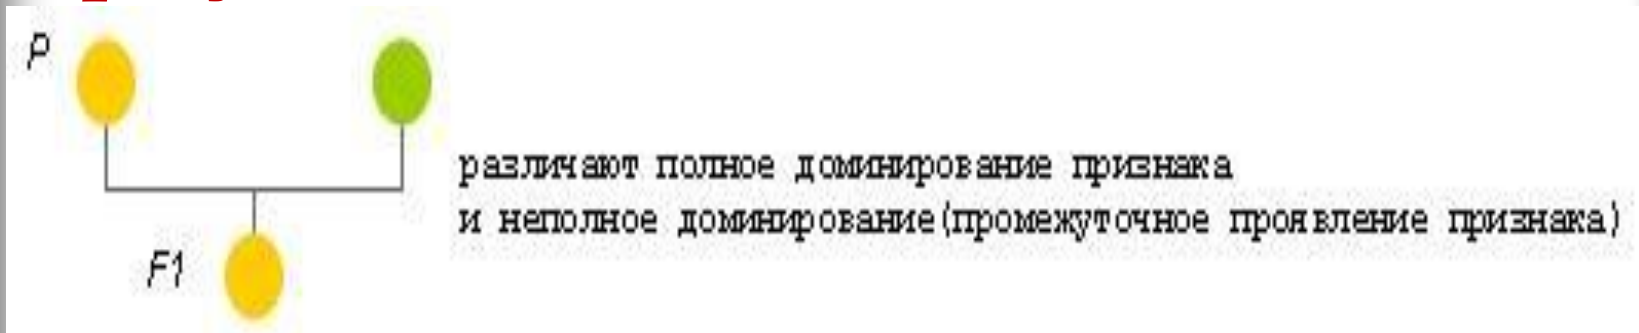 P
различают полное доминирование признака
и неполное доминирование(промежуточное проявление признака)
F1